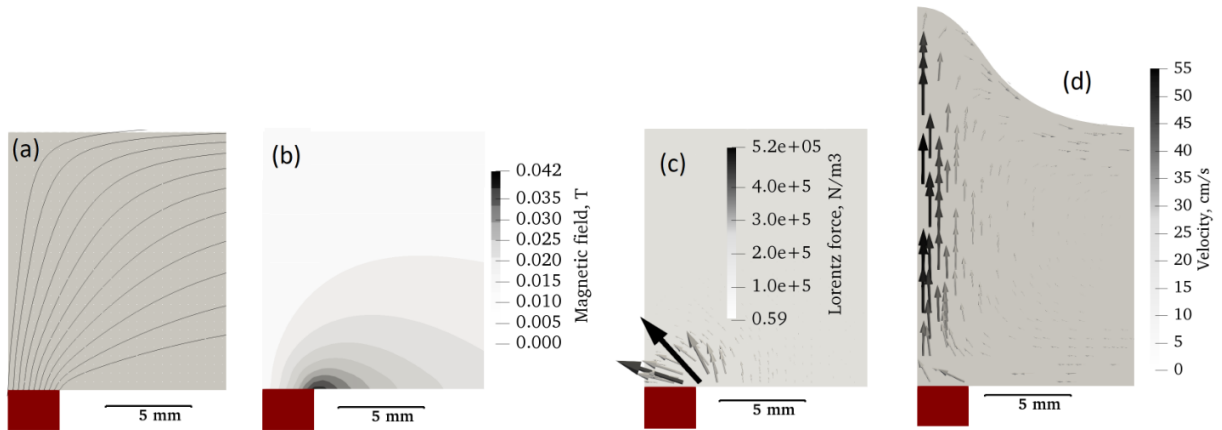 (a)
5 mm
(b)
0.042
0.035
0.030
0.025
0.020
0.015
0.010
0.005
0.000
Magnetic field, T
5 mm
(c)
5.2e+05
4.0e+5
3.0e+5
2.0e+5
1.0e+5
0.59
Lorentz force, N/m3
5 mm
(d)
55
50
45
40
35
30
25
20
15
10
5
0
Velocity, cm/s
5 mm